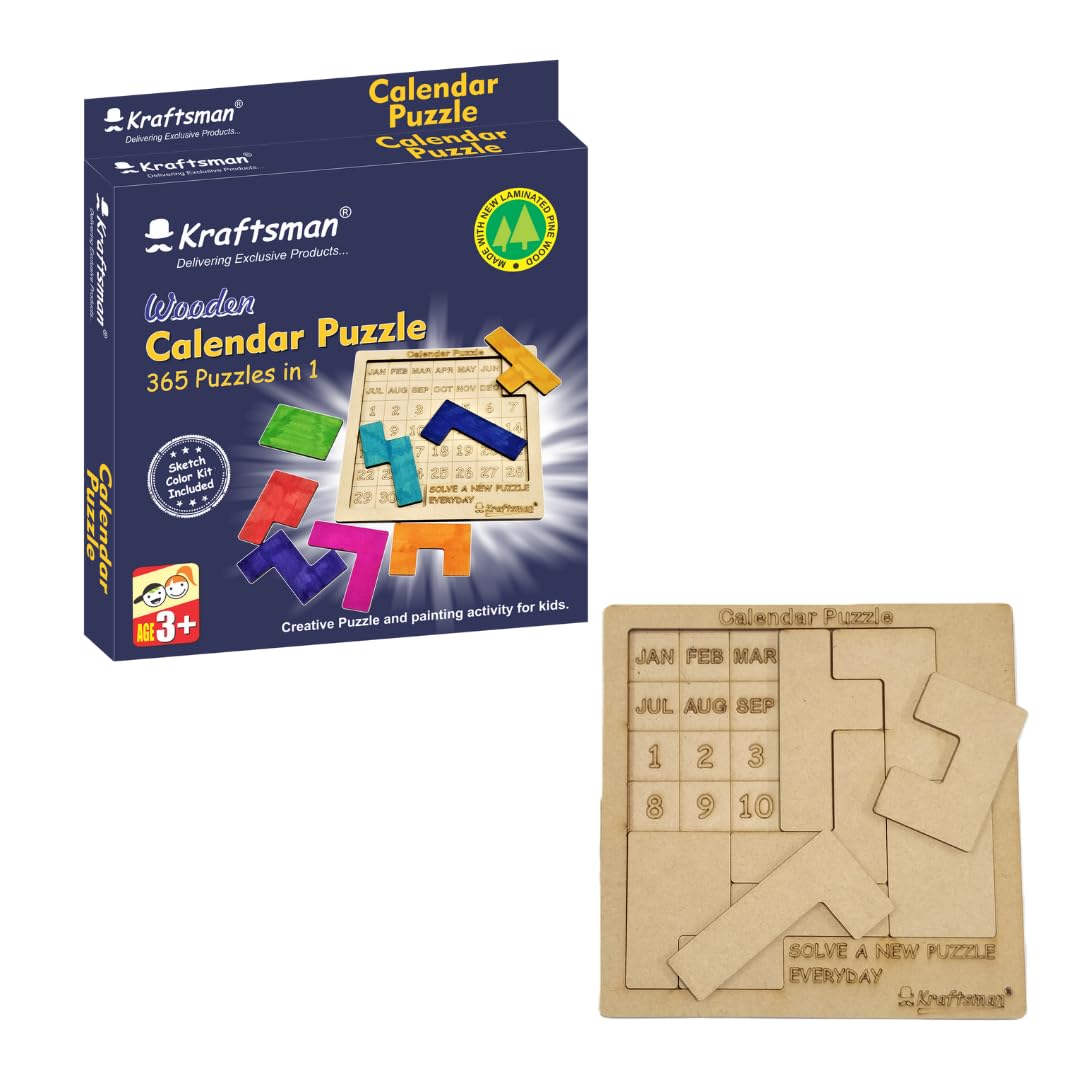 Kraftsman®
Delivering Exclusive Products...
Calendar
Puzzle
Kraftsman®
Delivering Exclusive Products...
Calendar
Puzzle
Kraftsman®
Delivering Exclusive Products...
Calendar
Puzzle
Kraftsman®
Delivering Exclusive Products...
MADE WITH NEW LAMINATED PINE WOOD
Wooden
Calendar Puzzle
365 Puzzles in 1
Sketch
Color Kit
Included
AGE 3+
Creative Puzzle and painting activity for kids.
Calendar Puzzle
JAN FEB MAR APR MAY JUN
JUL AUG SEP OCT NOV DEC
1 2 3 6 7
9 14
18 19
22 25 26 27 28
29 30
SOLVE A NEW PUZZLE
EVERYDAY
Kraftsman®
Calendar Puzzle
JAN FEB MAR
JUL AUG SEP
1 2 3
8 9 10
SOLVE A NEW PUZZLE
EVERYDAY
Kraftsman®